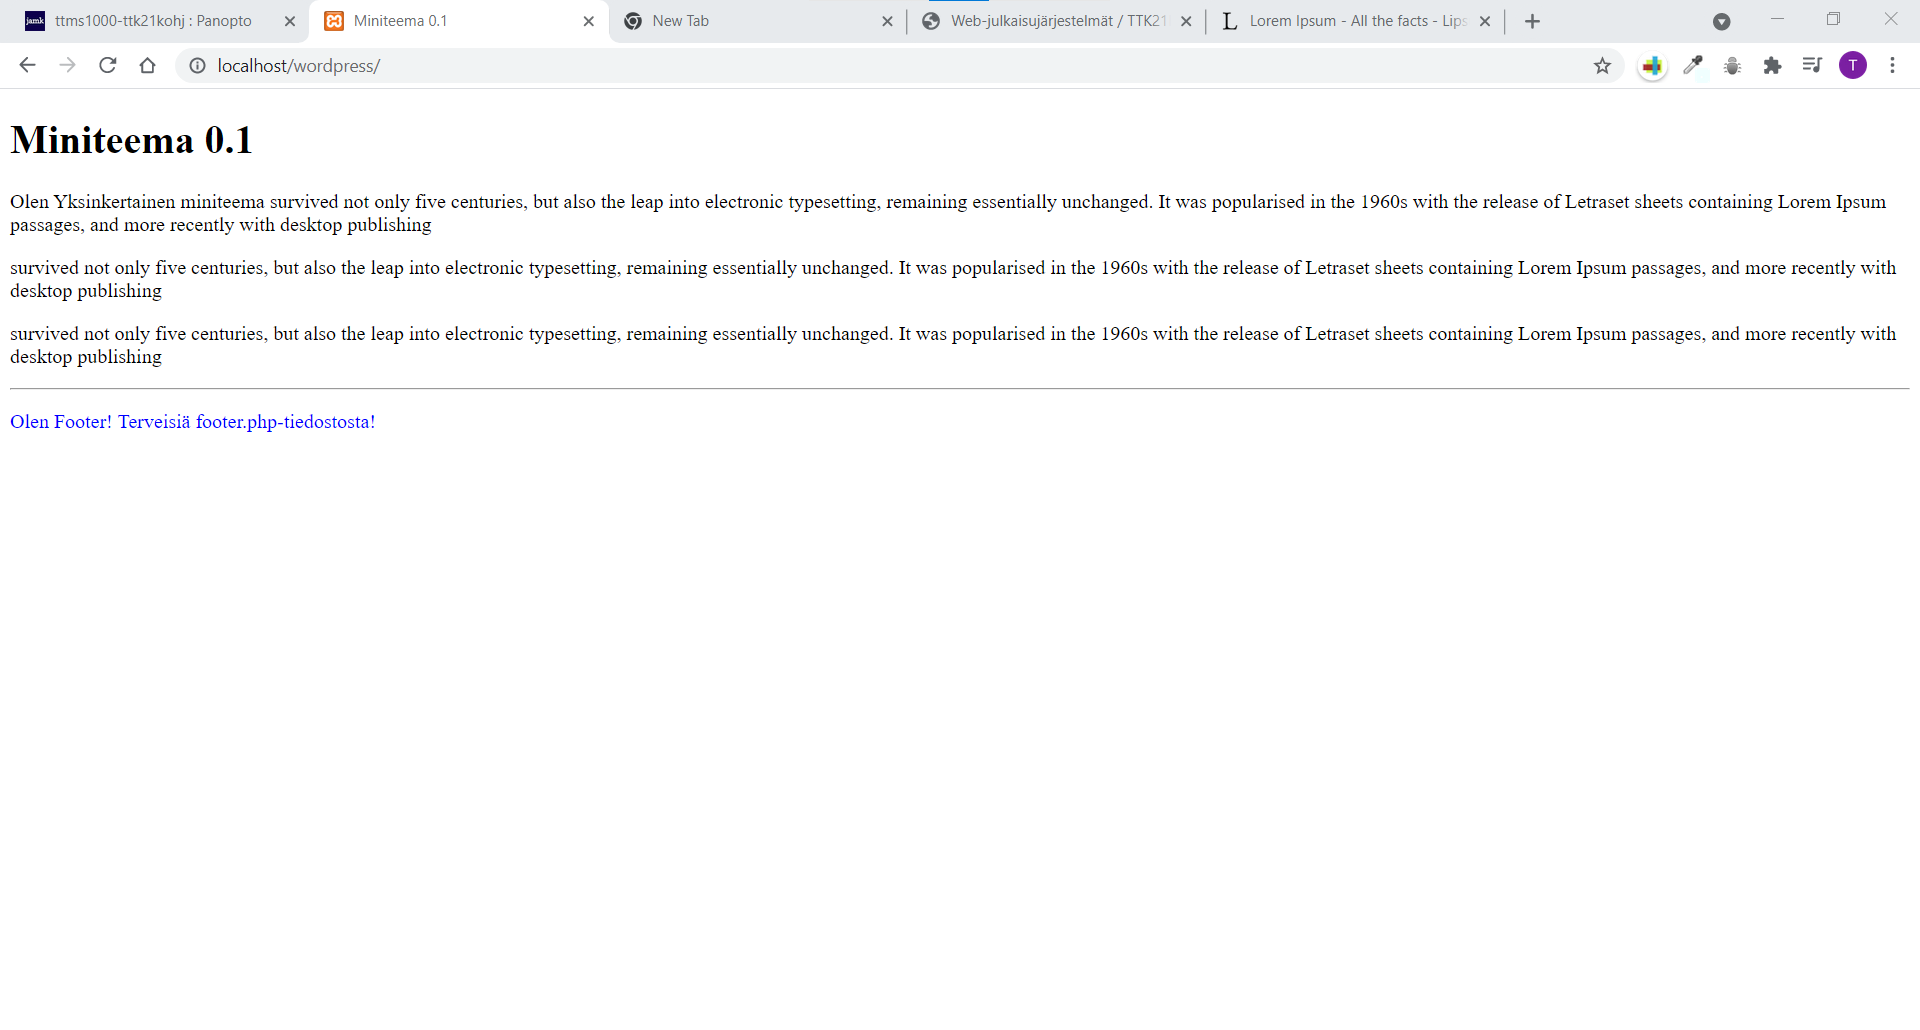 jamk
ttms1000-ttk21kohj : Panopto
Miniteema 0.1
New Tab
Web-julkaisujärjestelmät / TTK21
L
Lorem Ipsum - All the facts - Lips
localhost/wordpress/
T
Miniteema 0.1
Olen Yksinkertainen miniteema survived not only five centuries, but also the leap into electronic typesetting, remaining essentially unchanged. It was popularised in the 1960s with the release of Letraset sheets containing Lorem Ipsum
passages, and more recently with desktop publishing
survived not only five centuries, but also the leap into electronic typesetting, remaining essentially unchanged. It was popularised in the 1960s with the release of Letraset sheets containing Lorem Ipsum passages, and more recently with
desktop publishing
survived not only five centuries, but also the leap into electronic typesetting, remaining essentially unchanged. It was popularised in the 1960s with the release of Letraset sheets containing Lorem Ipsum passages, and more recently with
desktop publishing
Olen Footer! Terveisiä footer.php-tiedostosta!